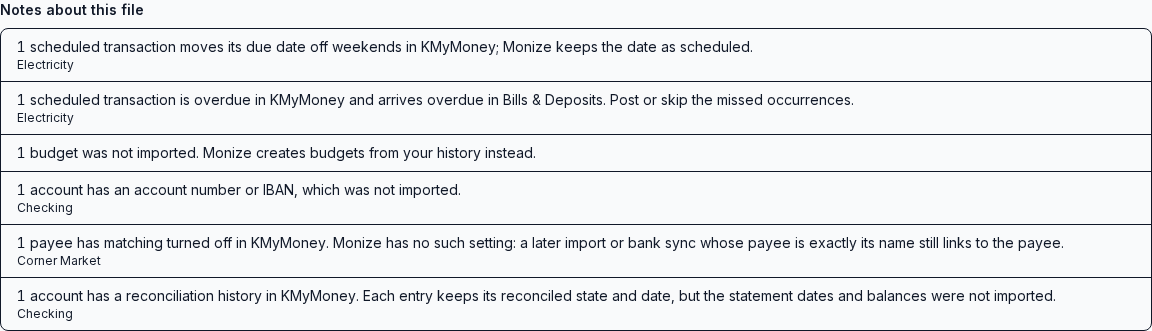 Notes about this file
1 scheduled transaction moves its due date off weekends in KMyMoney; Monize keeps the date as scheduled.
Electricity
1 scheduled transaction is overdue in KMyMoney and arrives overdue in Bills & Deposits. Post or skip the missed occurrences.
Electricity
1 budget was not imported. Monize creates budgets from your history instead.
1 account has an account number or IBAN, which was not imported.
Checking
1 payee has matching turned off in KMyMoney. Monize has no such setting: a later import or bank sync whose payee is exactly its name still links to the payee.
Corner Market
1 account has a reconciliation history in KMyMoney. Each entry keeps its reconciled state and date, but the statement dates and balances were not imported.
Checking